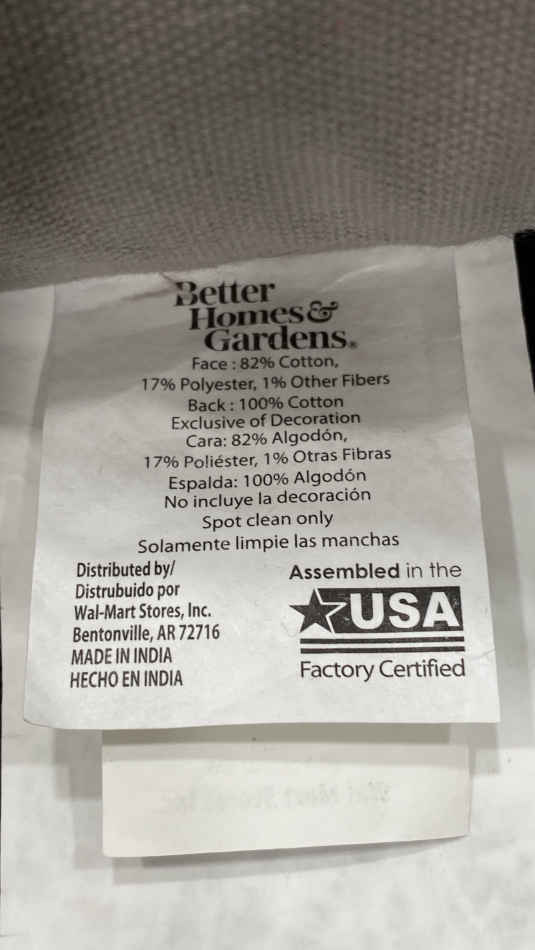 Better
Homes&
Gardens®
Face : 82% Cotton,
17% Polyester, 1% Other Fibers
Back : 100% Cotton
Exclusive of Decoration
Cara: 82% Algodón,
17% Poliéster, 1% Otras Fibras
Espalda: 100% Algodón
No incluye la decoración
Spot clean only
Solamente limpie las manchas
Distributed by/
Distrubuido por
Wal-Mart Stores, Inc.
Bentonville, AR 72716
MADE IN INDIA
HECHO EN INDIA
Assembled in the
USA
Factory Certified